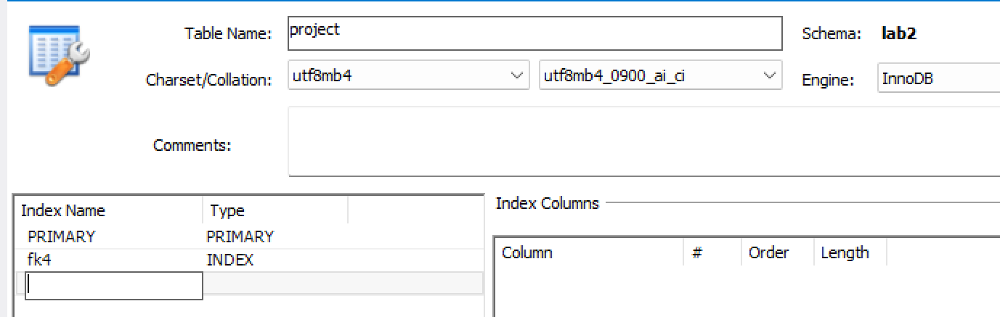 Table Name: project Schema: lab2
Charset/Collation: utf8mb4 utf8mb4_0900_ai_ci Engine: InnoDB
Comments:
Index Name Type
PRIMARY PRIMARY
fk4 INDEX
Index Columns
Column # Order Length